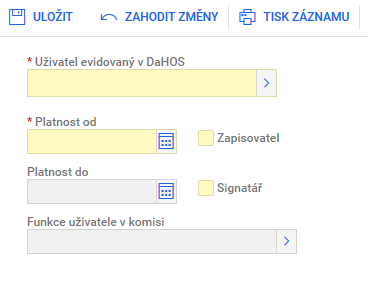 ULOŽIT ZAHODIT ZMĚNY TISK ZÁZNAMU
* Uživatel evidovaný v DaHOS
* Platnost od
Zapisovatel
Platnost do
Signatář
Funkce uživatele v komisi